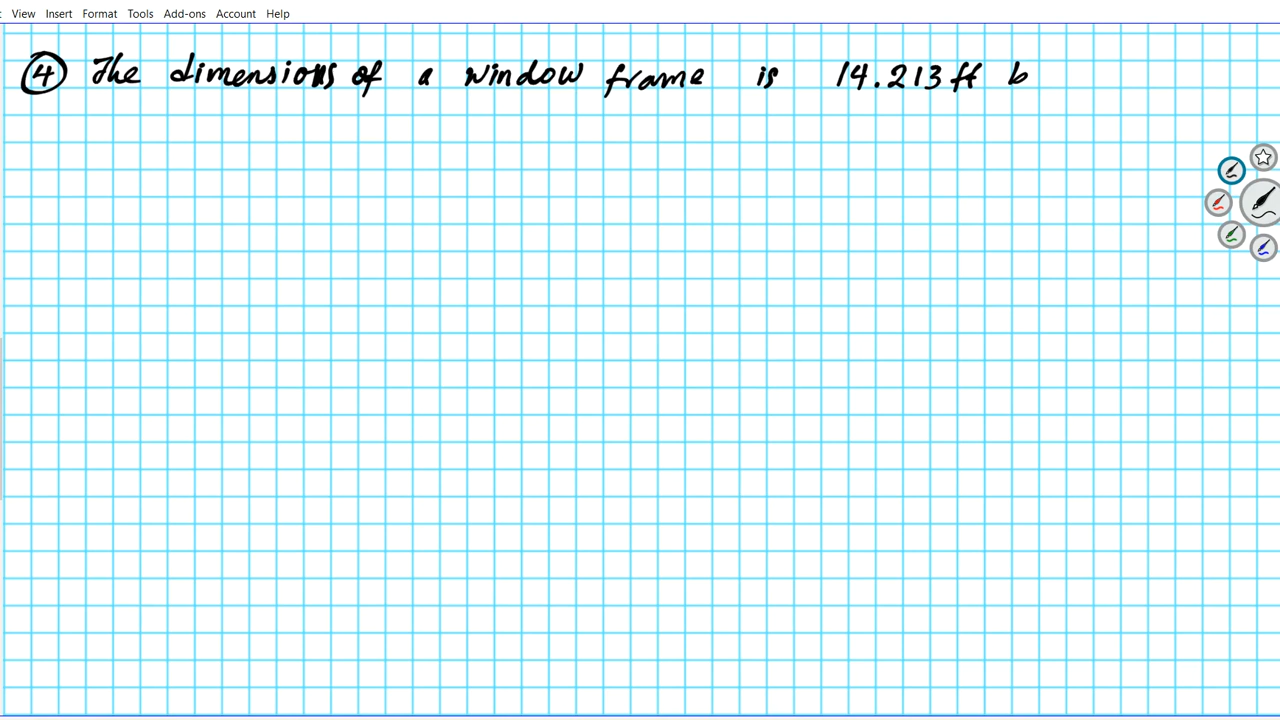 View Insert Format Tools Add-ons Account Help
④ The dimensions of a window frame is 14.213 ft b